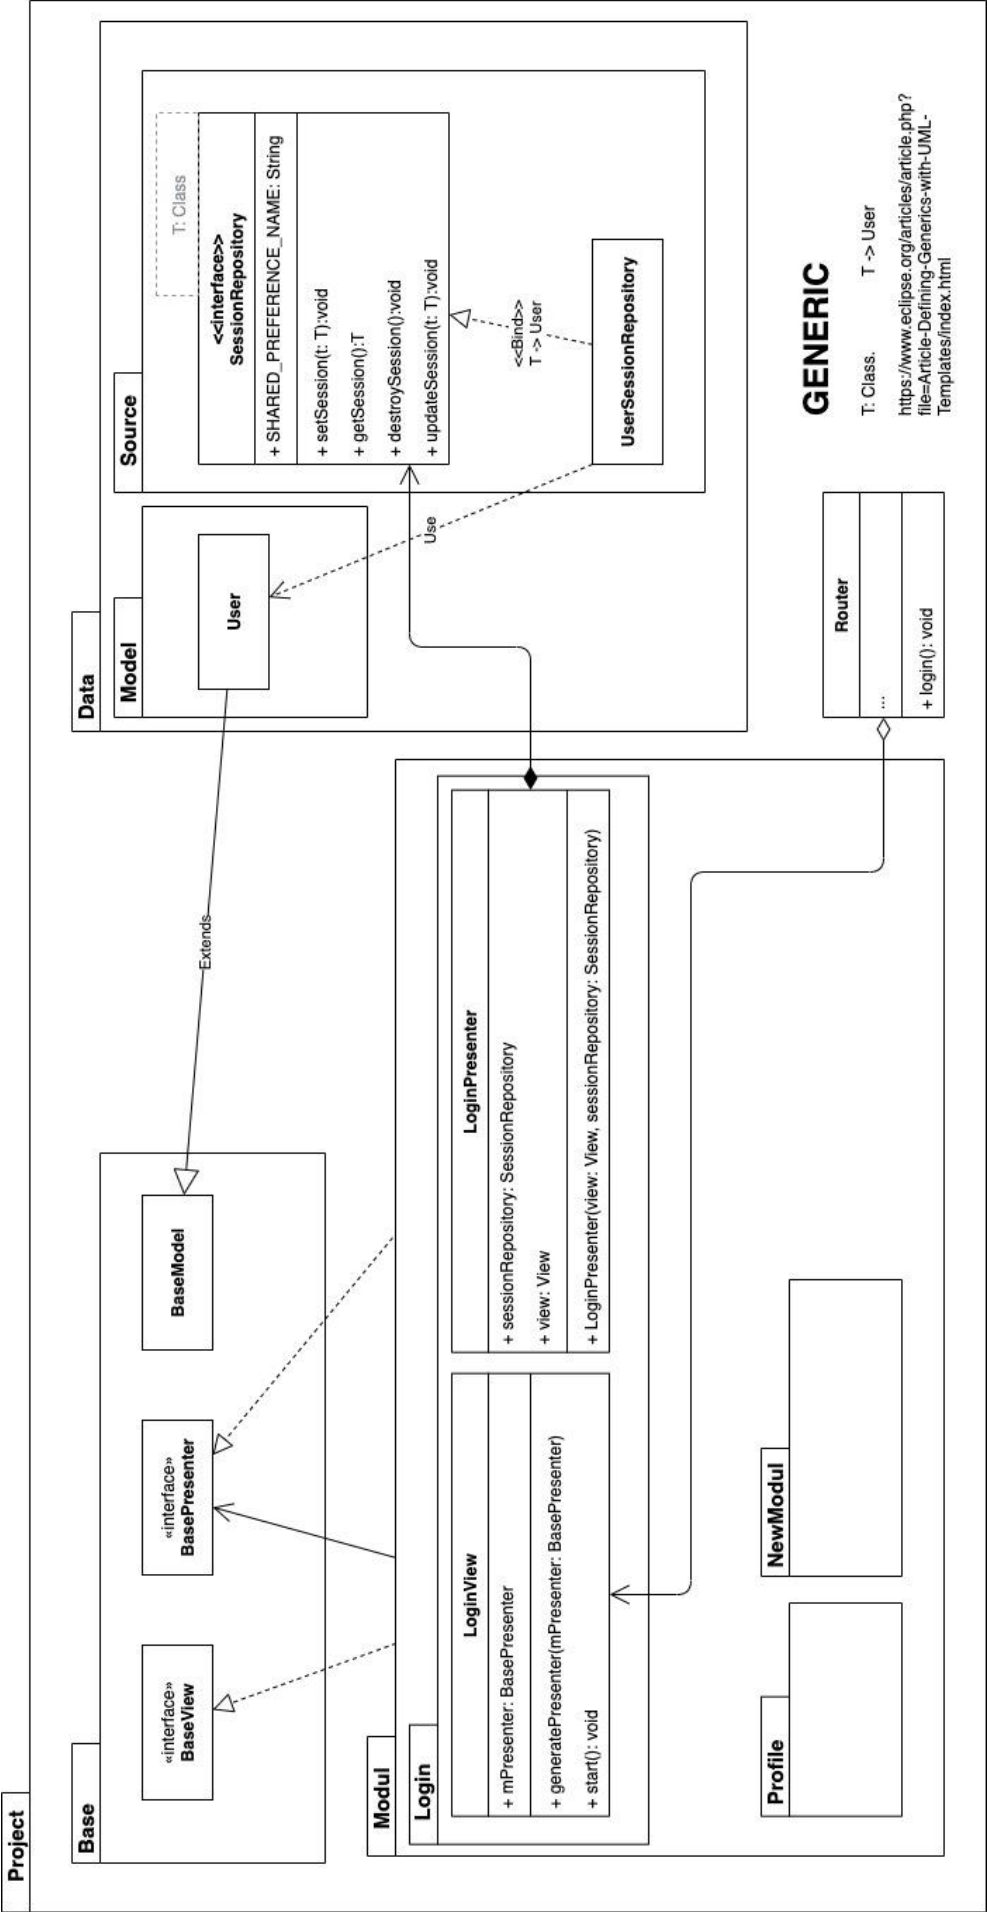 Project
Base
«interface»
BaseView
«interface»
BasePresenter
BaseModel
Extends
Data
Model
User
Source
T: Class
<<interface>>
SessionRepository
+ SHARED_PREFERENCE_NAME: String
+ setSession(t: T):void
+ getSession():T
+ destroySession():void
+ updateSession(t: T):void
Use
<<Bind>>
T -> User
UserSessionRepository
Modul
Login
LoginView
+ mPresenter: BasePresenter
+ generatePresenter(mPresenter: BasePresenter)
+ start(): void
LoginPresenter
+ sessionRepository: SessionRepository
+ view: View
+ LoginPresenter(view: View, sessionRepository: SessionRepository)
Profile
NewModul
Router
...
+ login(): void
GENERIC
T: Class. T -> User
https://www.eclipse.org/articles/article.php?
file=Article-Defining-Generics-with-UML-
Templates/index.html